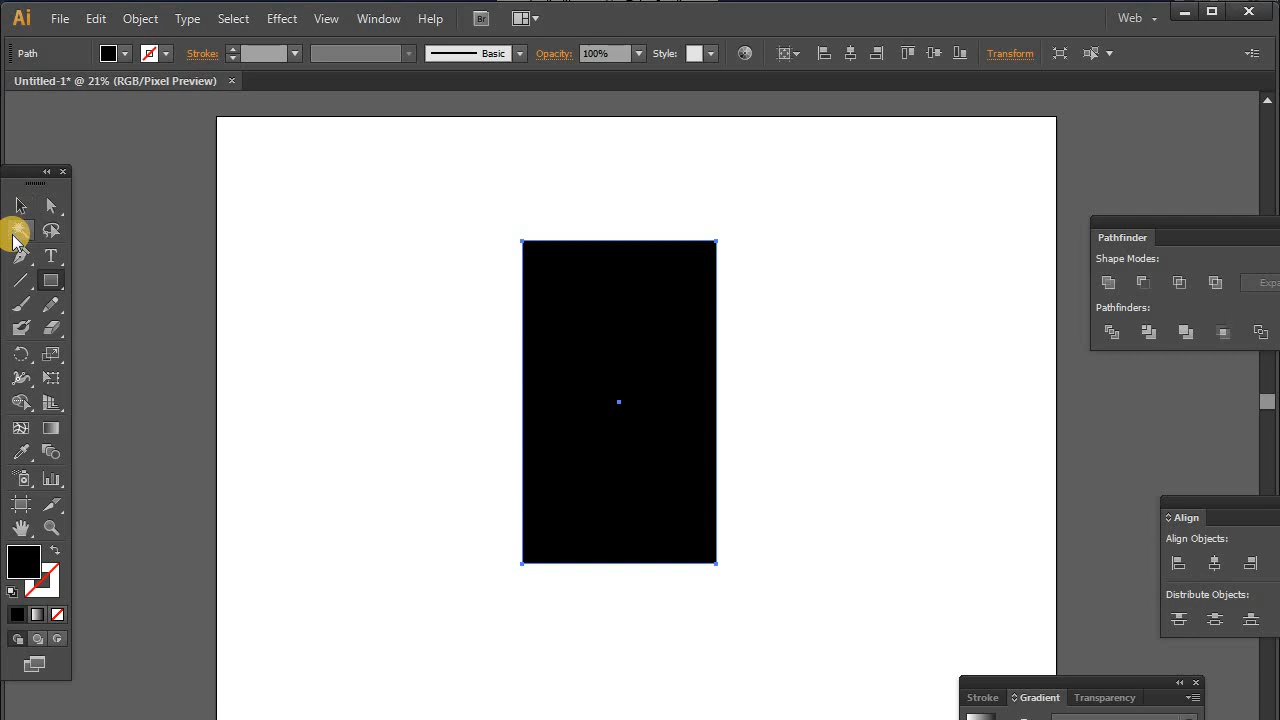 Ai File Edit Object Type Select Effect View Window Help Br Web
Path Stroke: Basic Opacity: 100% Style: Transform
Untitled-1* @ 21% (RGB/Pixel Preview)
T
Pathfinder
Shape Modes:
Expa
Pathfinders:
Align
Align Objects:
Distribute Objects:
Stroke Gradient Transparency